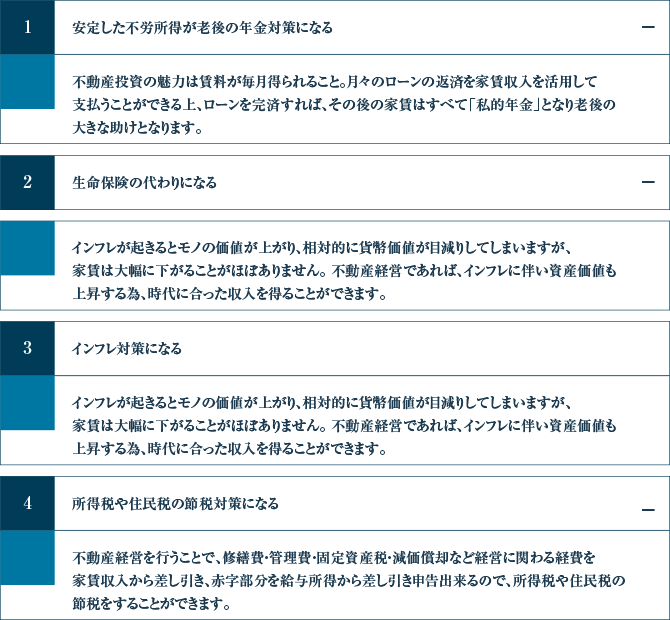 1 安定した不労所得が老後の年金対策になる
不動産投資の魅力は賃料が毎月得られること。月々のローンの返済を家賃収入を活用して
支払うことができる上、ローンを完済すれば、その後の家賃はすべて「私的年金」となり老後の
大きな助けとなります。
2 生命保険の代わりになる
インフレが起きるとモノの価値が上がり、相対的に貨幣価値が目減りしてしまいますが、
家賃は大幅に下がることがほぼありません。不動産経営であれば、インフレに伴い資産価値も
上昇する為、時代に合った収入を得ることができます。
3 インフレ対策になる
インフレが起きるとモノの価値が上がり、相対的に貨幣価値が目減りしてしまいますが、
家賃は大幅に下がることがほぼありません。不動産経営であれば、インフレに伴い資産価値も
上昇する為、時代に合った収入を得ることができます。
4 所得税や住民税の節税対策になる
不動産経営を行うことで、修繕費・管理費・固定資産税・減価償却など経営に関わる経費を
家賃収入から差し引き、赤字部分を給与所得から差し引き申告出来るので、所得税や住民税の
節税をすることができます。